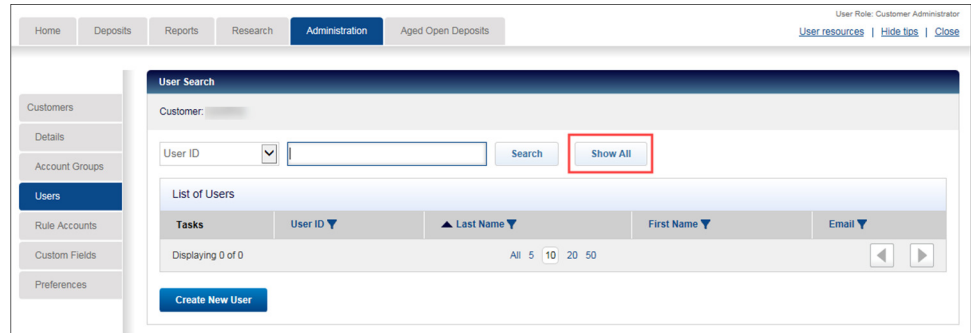 User Role: Customer Administrator
Home Deposits Reports Research Administration Aged Open Deposits
User resources | Hide tips | Close
User Search
Customers
Customer:
Details
User ID Search Show All
Account Groups
Users
List of Users
Tasks User ID Last Name First Name Email
Rule Accounts
Custom Fields
Displaying 0 of 0 All 5 10 20 50
Preferences
Create New User